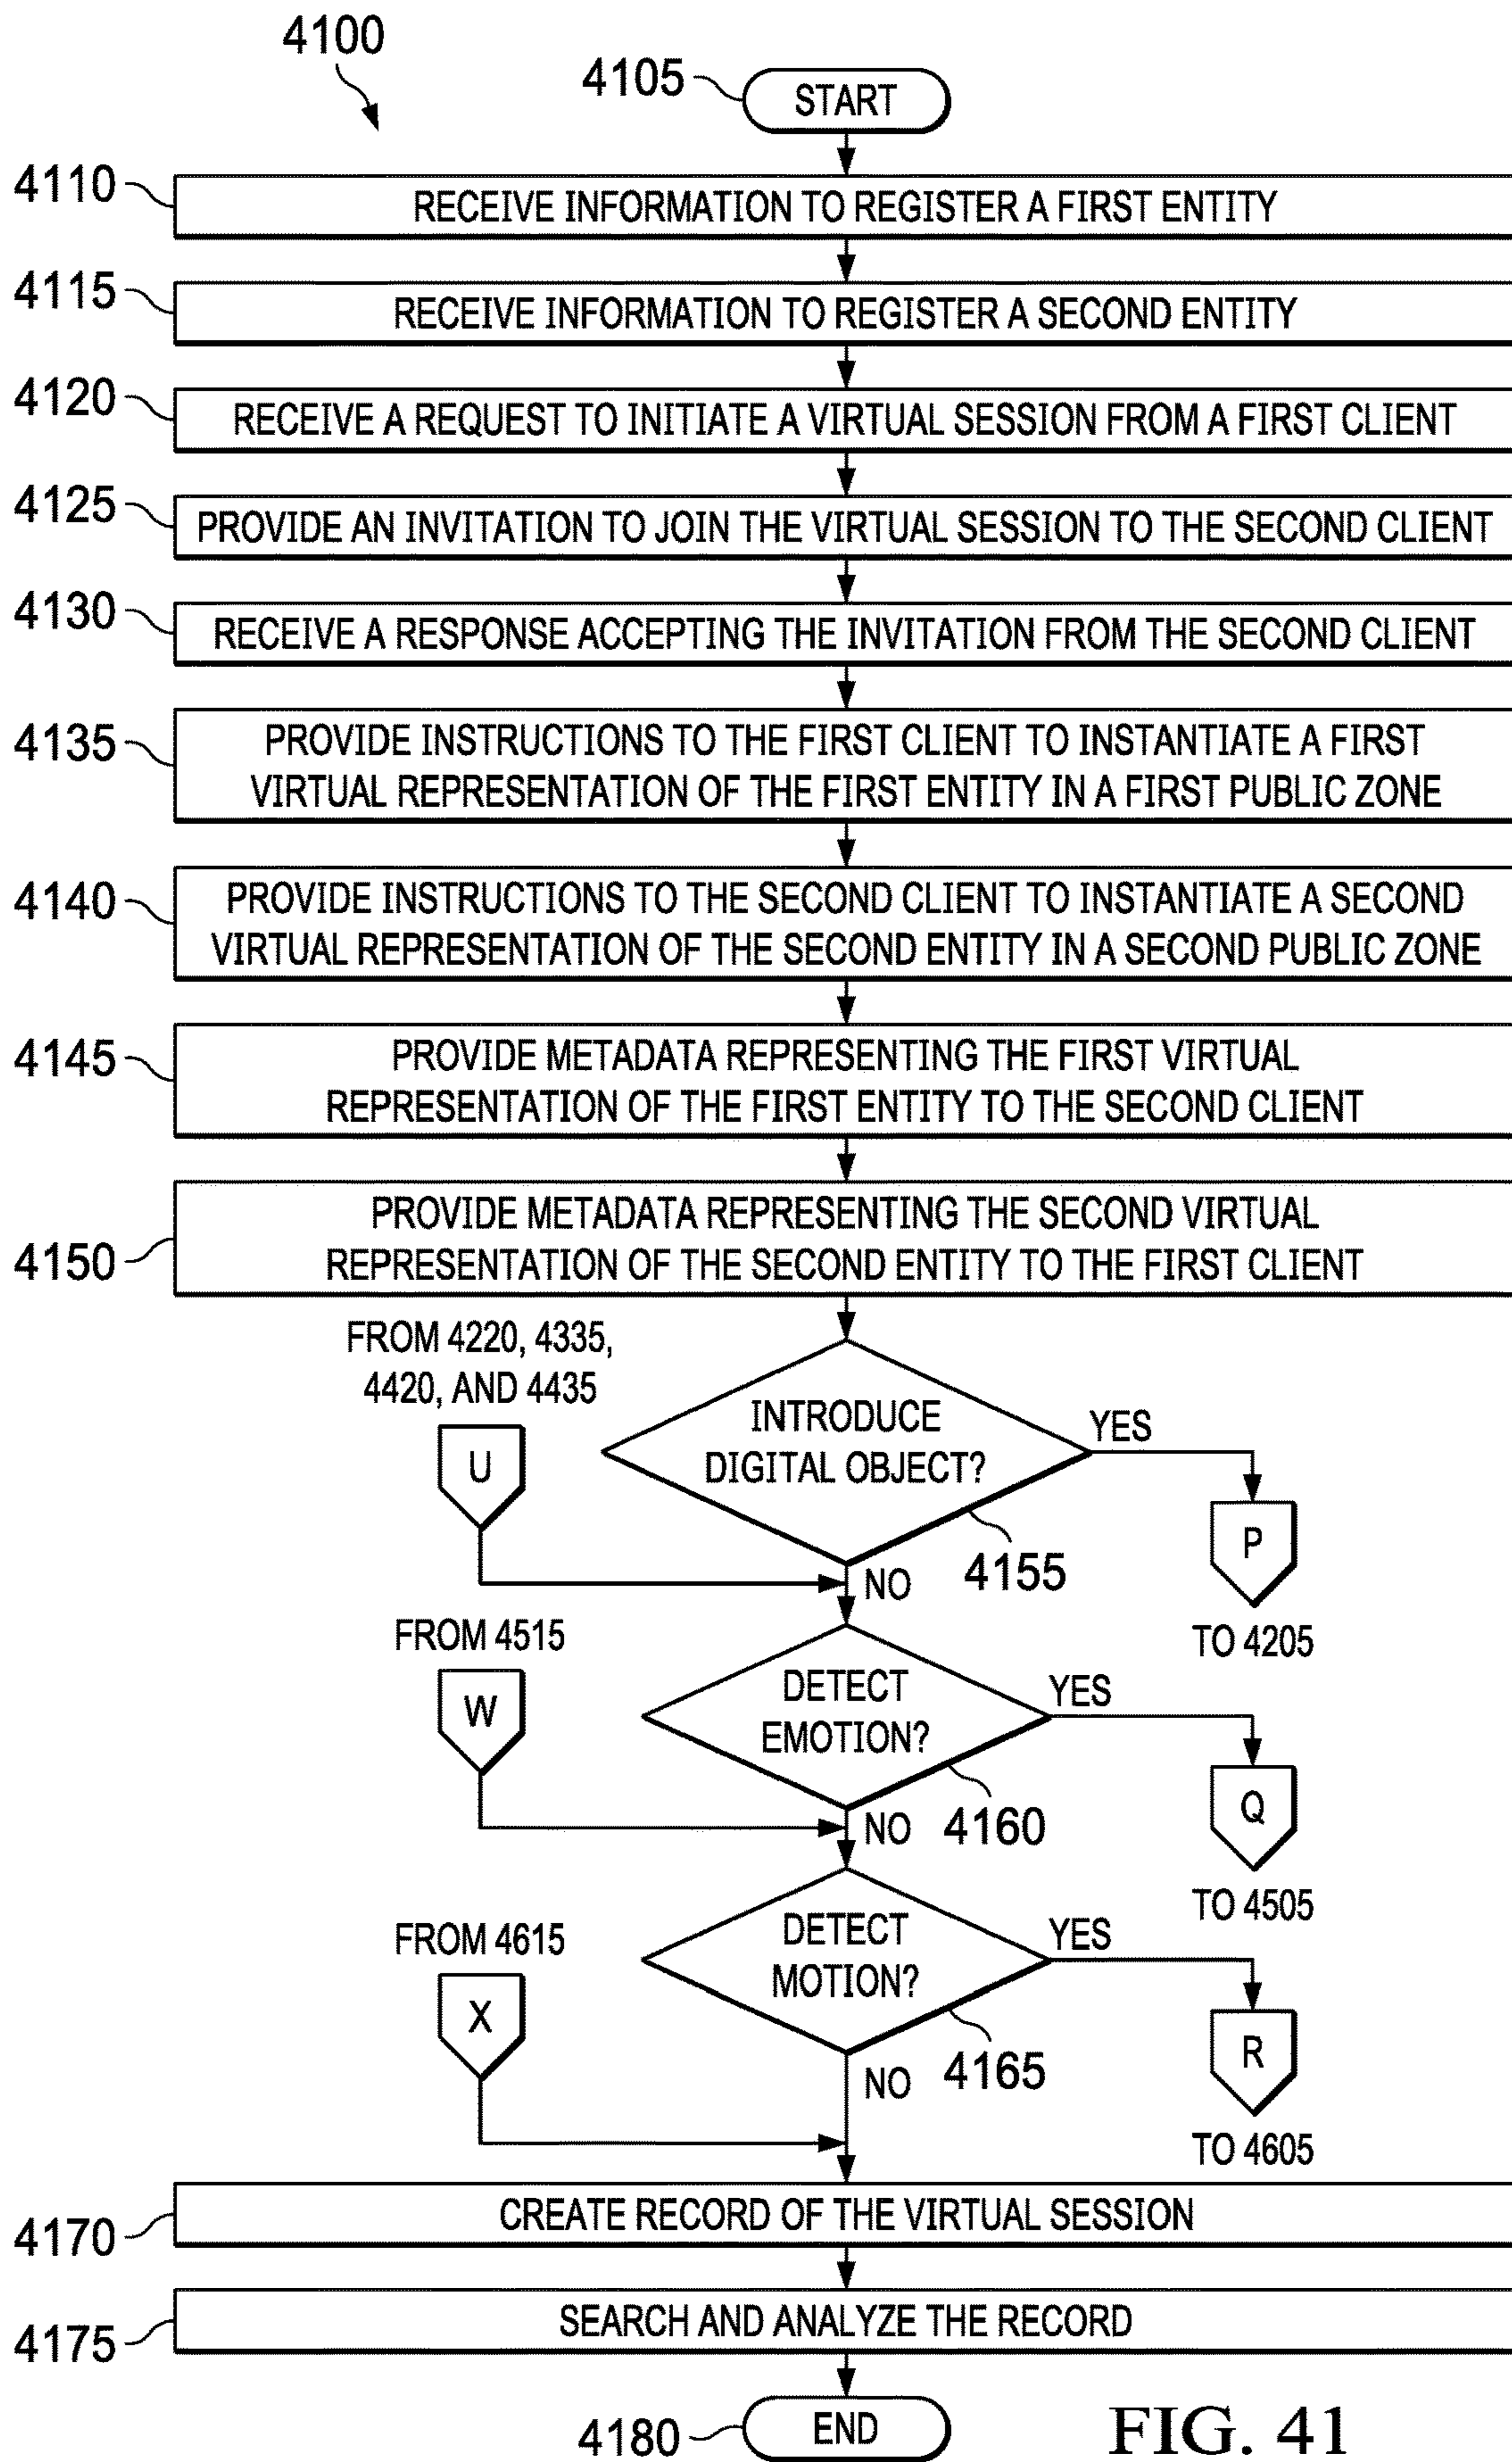 4100
4105
START
4110
RECEIVE INFORMATION TO REGISTER A FIRST ENTITY
4115
RECEIVE INFORMATION TO REGISTER A SECOND ENTITY
4120
RECEIVE A REQUEST TO INITIATE A VIRTUAL SESSION FROM A FIRST CLIENT
4125
PROVIDE AN INVITATION TO JOIN THE VIRTUAL SESSION TO THE SECOND CLIENT
4130
RECEIVE A RESPONSE ACCEPTING THE INVITATION FROM THE SECOND CLIENT
4135
PROVIDE INSTRUCTIONS TO THE FIRST CLIENT TO INSTANTIATE A FIRST
VIRTUAL REPRESENTATION OF THE FIRST ENTITY IN A FIRST PUBLIC ZONE
4140
PROVIDE INSTRUCTIONS TO THE SECOND CLIENT TO INSTANTIATE A SECOND
VIRTUAL REPRESENTATION OF THE SECOND ENTITY IN A SECOND PUBLIC ZONE
4145
PROVIDE METADATA REPRESENTING THE FIRST VIRTUAL
REPRESENTATION OF THE FIRST ENTITY TO THE SECOND CLIENT
4150
PROVIDE METADATA REPRESENTING THE SECOND VIRTUAL
REPRESENTATION OF THE SECOND ENTITY TO THE FIRST CLIENT
FROM 4220, 4335,
4420, AND 4435
U
INTRODUCE
DIGITAL OBJECT?
YES
4155
P
TO 4205
NO
FROM 4515
W
DETECT
EMOTION?
YES
4160
Q
TO 4505
NO
FROM 4615
X
DETECT
MOTION?
YES
4165
R
TO 4605
NO
4170
CREATE RECORD OF THE VIRTUAL SESSION
4175
SEARCH AND ANALYZE THE RECORD
4180
END
FIG. 41